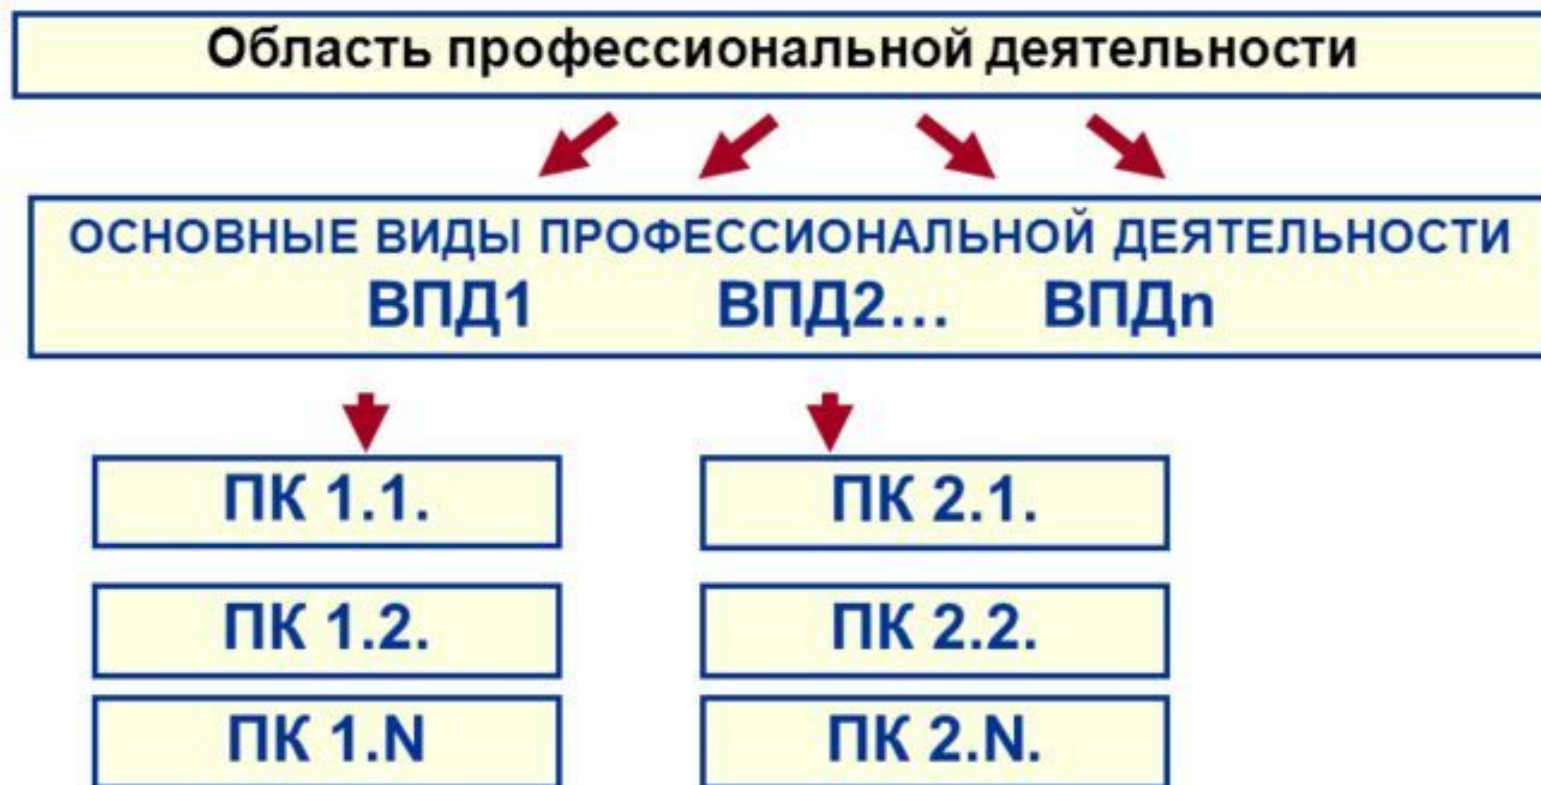 Область профессиональной деятельности
ОСНОВНЫЕ ВИДЫ ПРОФЕССИОНАЛЬНОЙ ДЕЯТЕЛЬНОСТИ
ВПД1 ВПД2... ВПДn
ПК 1.1. ПК 2.1.
ПК 1.2. ПК 2.2.
ПК 1.N ПК 2.N.